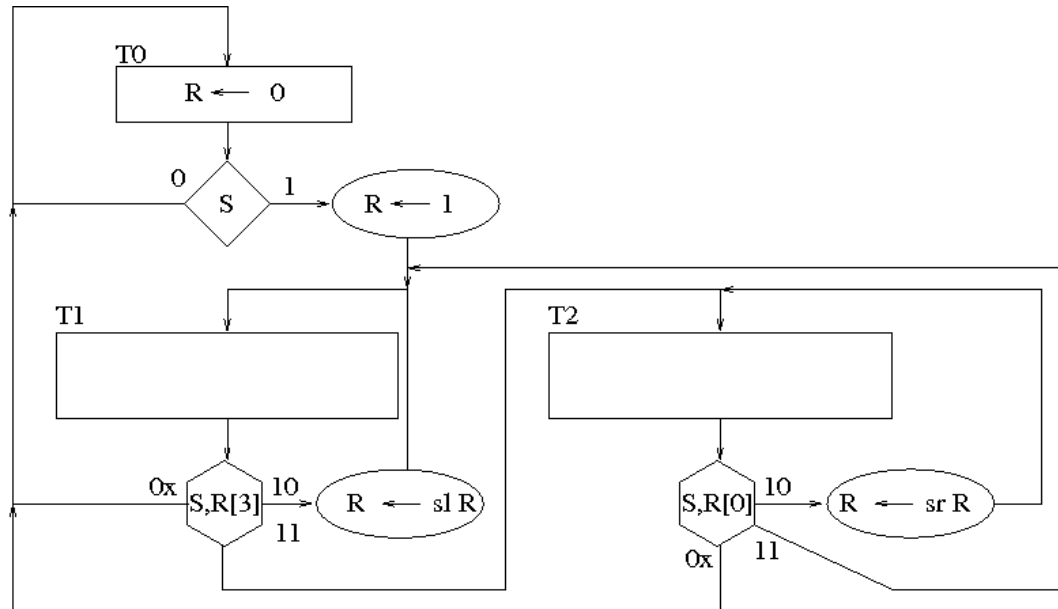 T0
R ← 0
0
S
1
R ← 1
T1
T2
0x
S,R[3]
10
11
R ← sl R
S,R[0]
10
11
0x
R ← sr R